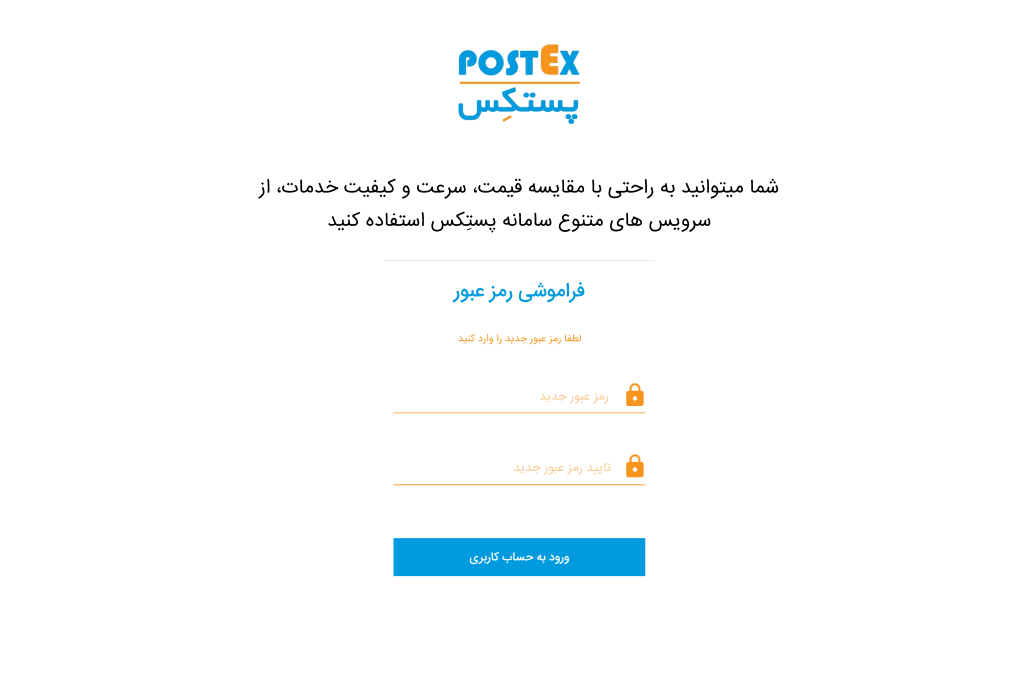 POSTEX
پستکِس
شما میتوانید به راحتی با مقایسه قیمت، سرعت و کیفیت خدمات، از
سرویس های متنوع سامانه پستِکس استفاده کنید
فراموشی رمز عبور
لطفا رمز عبور جدید را وارد کنید
رمز عبور جدید
تایید رمز عبور جدید
ورود به حساب کاربری